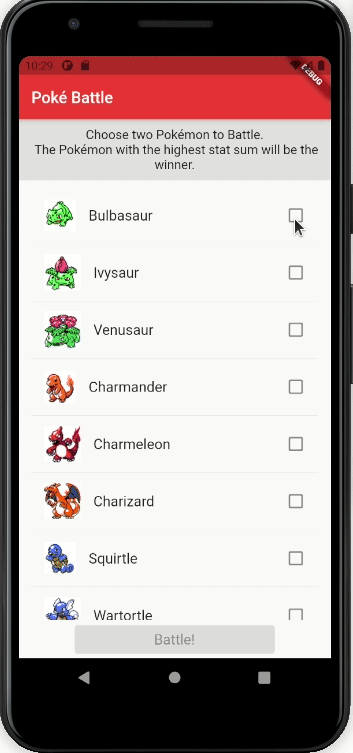 10:29
DEBUG
Poké Battle
Choose two Pokémon to Battle.
The Pokémon with the highest stat sum will be the
winner.
Bulbasaur
Ivysaur
Venusaur
Charmander
Charmeleon
Charizard
Squirtle
Wartortle
Battle!